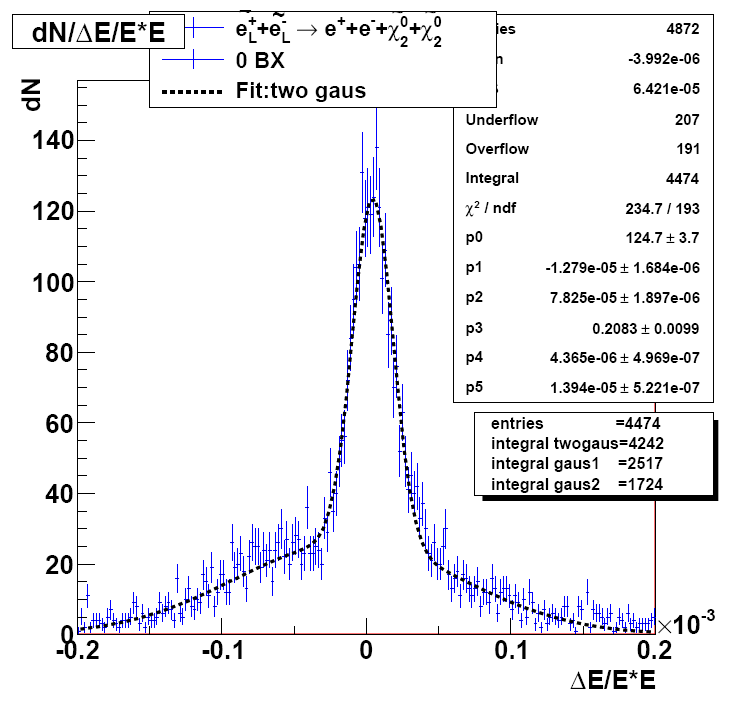 dN/ΔE/E*E
ẽ⁺L+ẽ⁻L → e⁺+e⁻+χ̃⁰₂+χ̃⁰₂
0 BX
Fit:two gaus
ies 4872
-3.992e-06
6.421e-05
Underflow 207
Overflow 191
Integral 4474
χ² / ndf 234.7 / 193
p0 124.7 ± 3.7
p1 -1.279e-05 ± 1.684e-06
p2 7.825e-05 ± 1.897e-06
p3 0.2083 ± 0.0099
p4 4.365e-06 ± 4.969e-07
p5 1.394e-05 ± 5.221e-07
entries =4474
integral twogaus=4242
integral gaus1 =2517
integral gaus2 =1724
dN
140
120
100
80
60
40
20
0
-0.2 -0.1 0 0.1 0.2
×10⁻³
ΔE/E*E